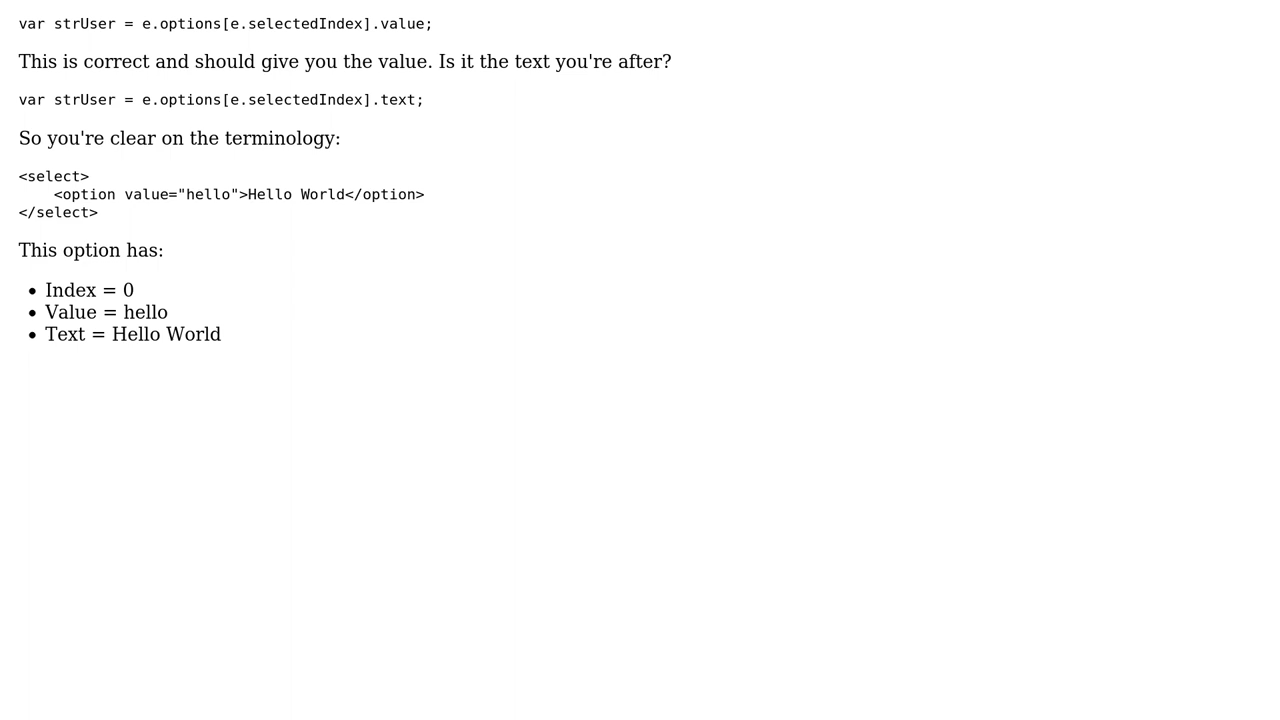 var strUser = e.options[e.selectedIndex].value;
This is correct and should give you the value. Is it the text you're after?
var strUser = e.options[e.selectedIndex].text;
So you're clear on the terminology:
<select>
    <option value="hello">Hello World</option>
</select>
This option has:
• Index = 0
• Value = hello
• Text = Hello World